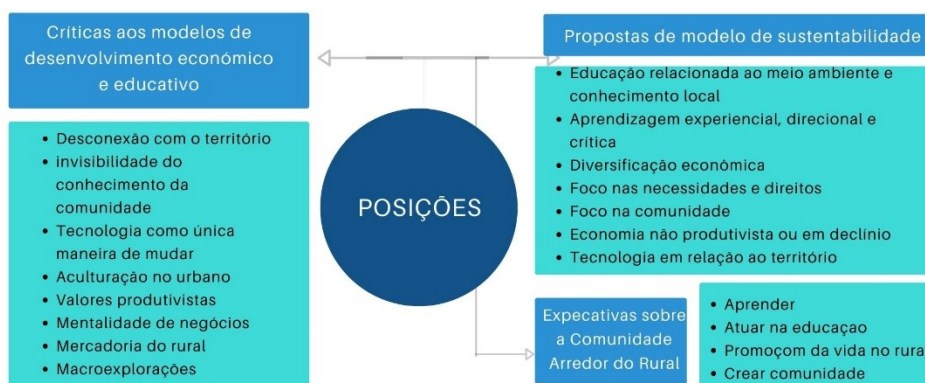 Críticas aos modelos de
desenvolvimento económico
e educativo
• Desconexão com o território
• invisibilidade do
conhecimento da
comunidade
• Tecnologia como única
maneira de mudar
• Aculturação no urbano
• Valores produtivistas
• Mentalidade de negócios
• Mercadoria do rural
• Macroexplorações
POSIÇÕES
Propostas de modelo de sustentabilidade
• Educação relacionada ao meio ambiente e
conhecimento local
• Aprendizagem experiencial, direcional e
crítica
• Diversificação econômica
• Foco nas necessidades e direitos
• Foco na comunidade
• Economia não produtivista ou em declínio
• Tecnologia em relação ao território
Expecativas sobre
a Comunidade
Arredor do Rural
• Aprender
• Atuar na educaçao
• Promoçom da vida no rura
• Crear comunidade